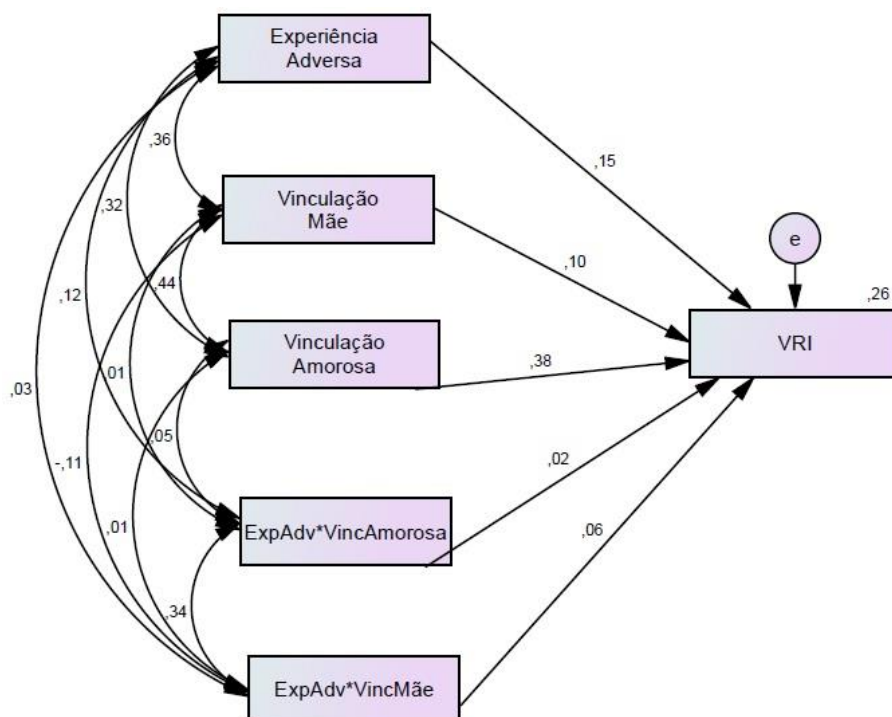 Experiência
Adversa
,36
,15
Vinculação
Mãe
,32
e
,10
,44
,26
,12
VRI
Vinculação
Amorosa
,38
,03
,01
,05
-,11
,02
ExpAdv*VincAmorosa
,01
,06
,34
ExpAdv*VincMãe